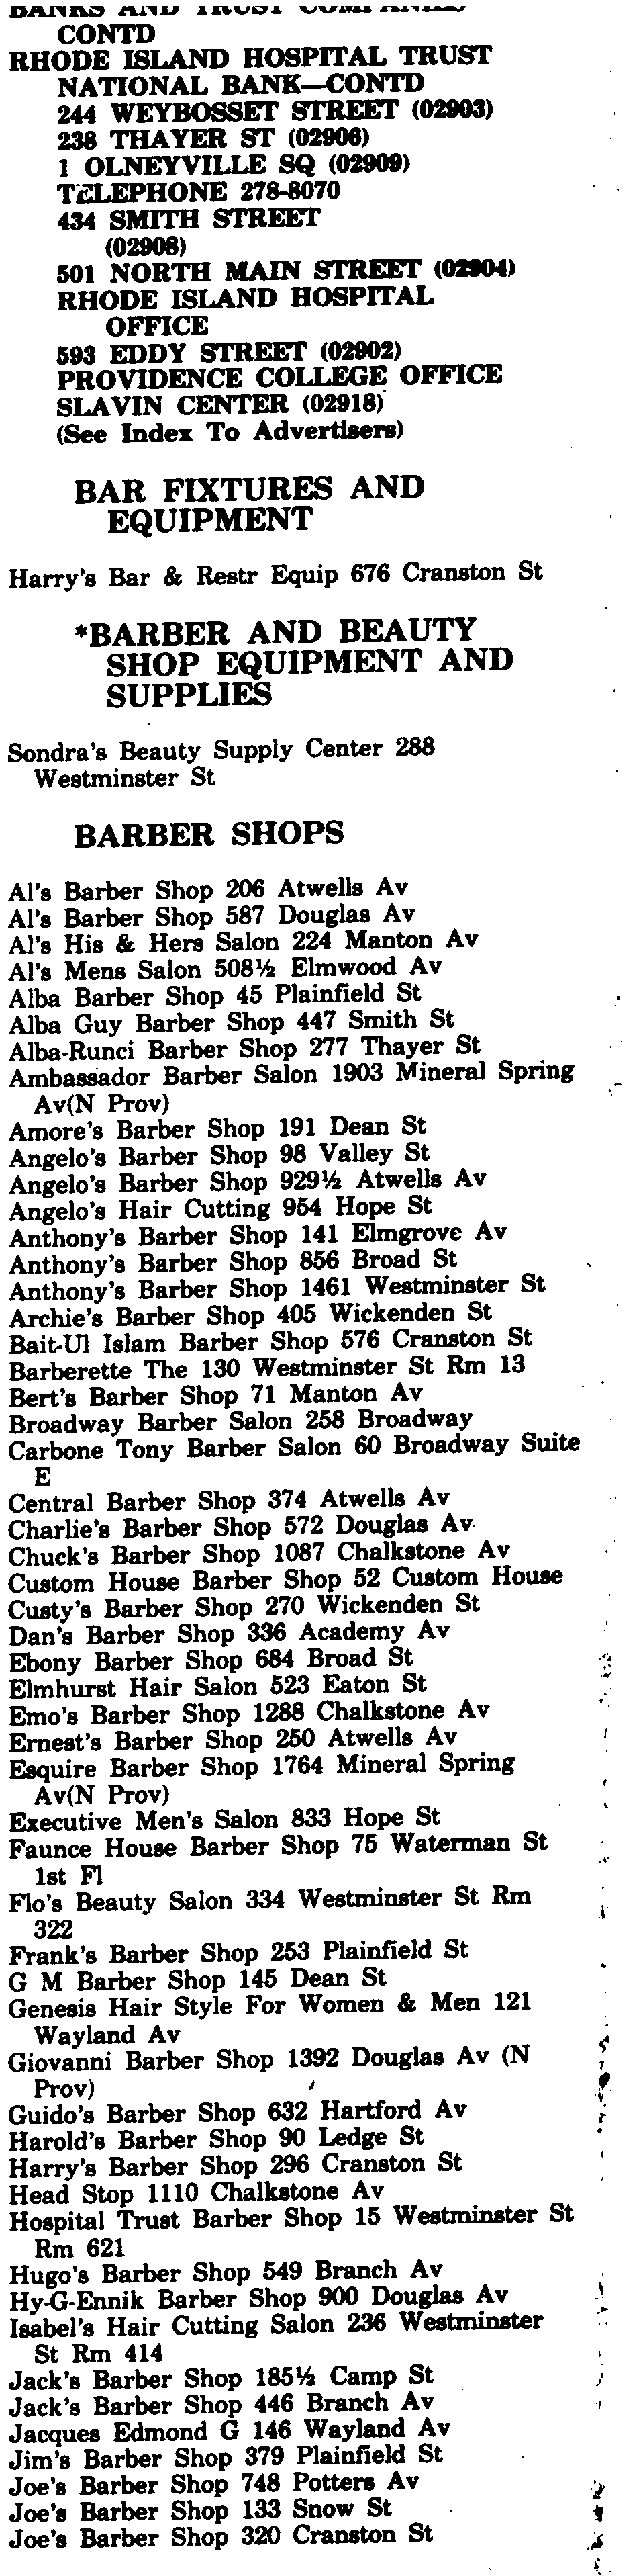 BANKS AND TRUST COMPANIES
CONTD
RHODE ISLAND HOSPITAL TRUST
NATIONAL BANK—CONTD
244 WEYBOSSET STREET (02903)
238 THAYER ST (02906)
1 OLNEYVILLE SQ (02909)
TELEPHONE 278-8070
434 SMITH STREET
(02908)
501 NORTH MAIN STREET (02904)
RHODE ISLAND HOSPITAL
OFFICE
593 EDDY STREET (02902)
PROVIDENCE COLLEGE OFFICE
SLAVIN CENTER (02918)
(See Index To Advertisers)
BAR FIXTURES AND
EQUIPMENT
Harry's Bar & Restr Equip 676 Cranston St
*BARBER AND BEAUTY
SHOP EQUIPMENT AND
SUPPLIES
Sondra's Beauty Supply Center 288
Westminster St
BARBER SHOPS
Al's Barber Shop 206 Atwells Av
Al's Barber Shop 587 Douglas Av
Al's His & Hers Salon 224 Manton Av
Al's Mens Salon 508½ Elmwood Av
Alba Barber Shop 45 Plainfield St
Alba Guy Barber Shop 447 Smith St
Alba-Runci Barber Shop 277 Thayer St
Ambassador Barber Salon 1903 Mineral Spring
Av(N Prov)
Amore's Barber Shop 191 Dean St
Angelo's Barber Shop 98 Valley St
Angelo's Barber Shop 929½ Atwells Av
Angelo's Hair Cutting 954 Hope St
Anthony's Barber Shop 141 Elmgrove Av
Anthony's Barber Shop 856 Broad St
Anthony's Barber Shop 1461 Westminster St
Archie's Barber Shop 405 Wickenden St
Bait-Ul Islam Barber Shop 576 Cranston St
Barberette The 130 Westminster St Rm 13
Bert's Barber Shop 71 Manton Av
Broadway Barber Salon 258 Broadway
Carbone Tony Barber Salon 60 Broadway Suite
E
Central Barber Shop 374 Atwells Av
Charlie's Barber Shop 572 Douglas Av
Chuck's Barber Shop 1087 Chalkstone Av
Custom House Barber Shop 52 Custom House
Custy's Barber Shop 270 Wickenden St
Dan's Barber Shop 336 Academy Av
Ebony Barber Shop 684 Broad St
Elmhurst Hair Salon 523 Eaton St
Emo's Barber Shop 1288 Chalkstone Av
Ernest's Barber Shop 250 Atwells Av
Esquire Barber Shop 1764 Mineral Spring
Av(N Prov)
Executive Men's Salon 833 Hope St
Faunce House Barber Shop 75 Waterman St
1st Fl
Flo's Beauty Salon 334 Westminster St Rm
322
Frank's Barber Shop 253 Plainfield St
G M Barber Shop 145 Dean St
Genesis Hair Style For Women & Men 121
Wayland Av
Giovanni Barber Shop 1392 Douglas Av (N
Prov)
Guido's Barber Shop 632 Hartford Av
Harold's Barber Shop 90 Ledge St
Harry's Barber Shop 296 Cranston St
Head Stop 1110 Chalkstone Av
Hospital Trust Barber Shop 15 Westminster St
Rm 621
Hugo's Barber Shop 549 Branch Av
Hy-G-Ennik Barber Shop 900 Douglas Av
Isabel's Hair Cutting Salon 236 Westminster
St Rm 414
Jack's Barber Shop 185½ Camp St
Jack's Barber Shop 446 Branch Av
Jacques Edmond G 146 Wayland Av
Jim's Barber Shop 379 Plainfield St
Joe's Barber Shop 748 Potters Av
Joe's Barber Shop 133 Snow St
Joe's Barber Shop 320 Cranston St